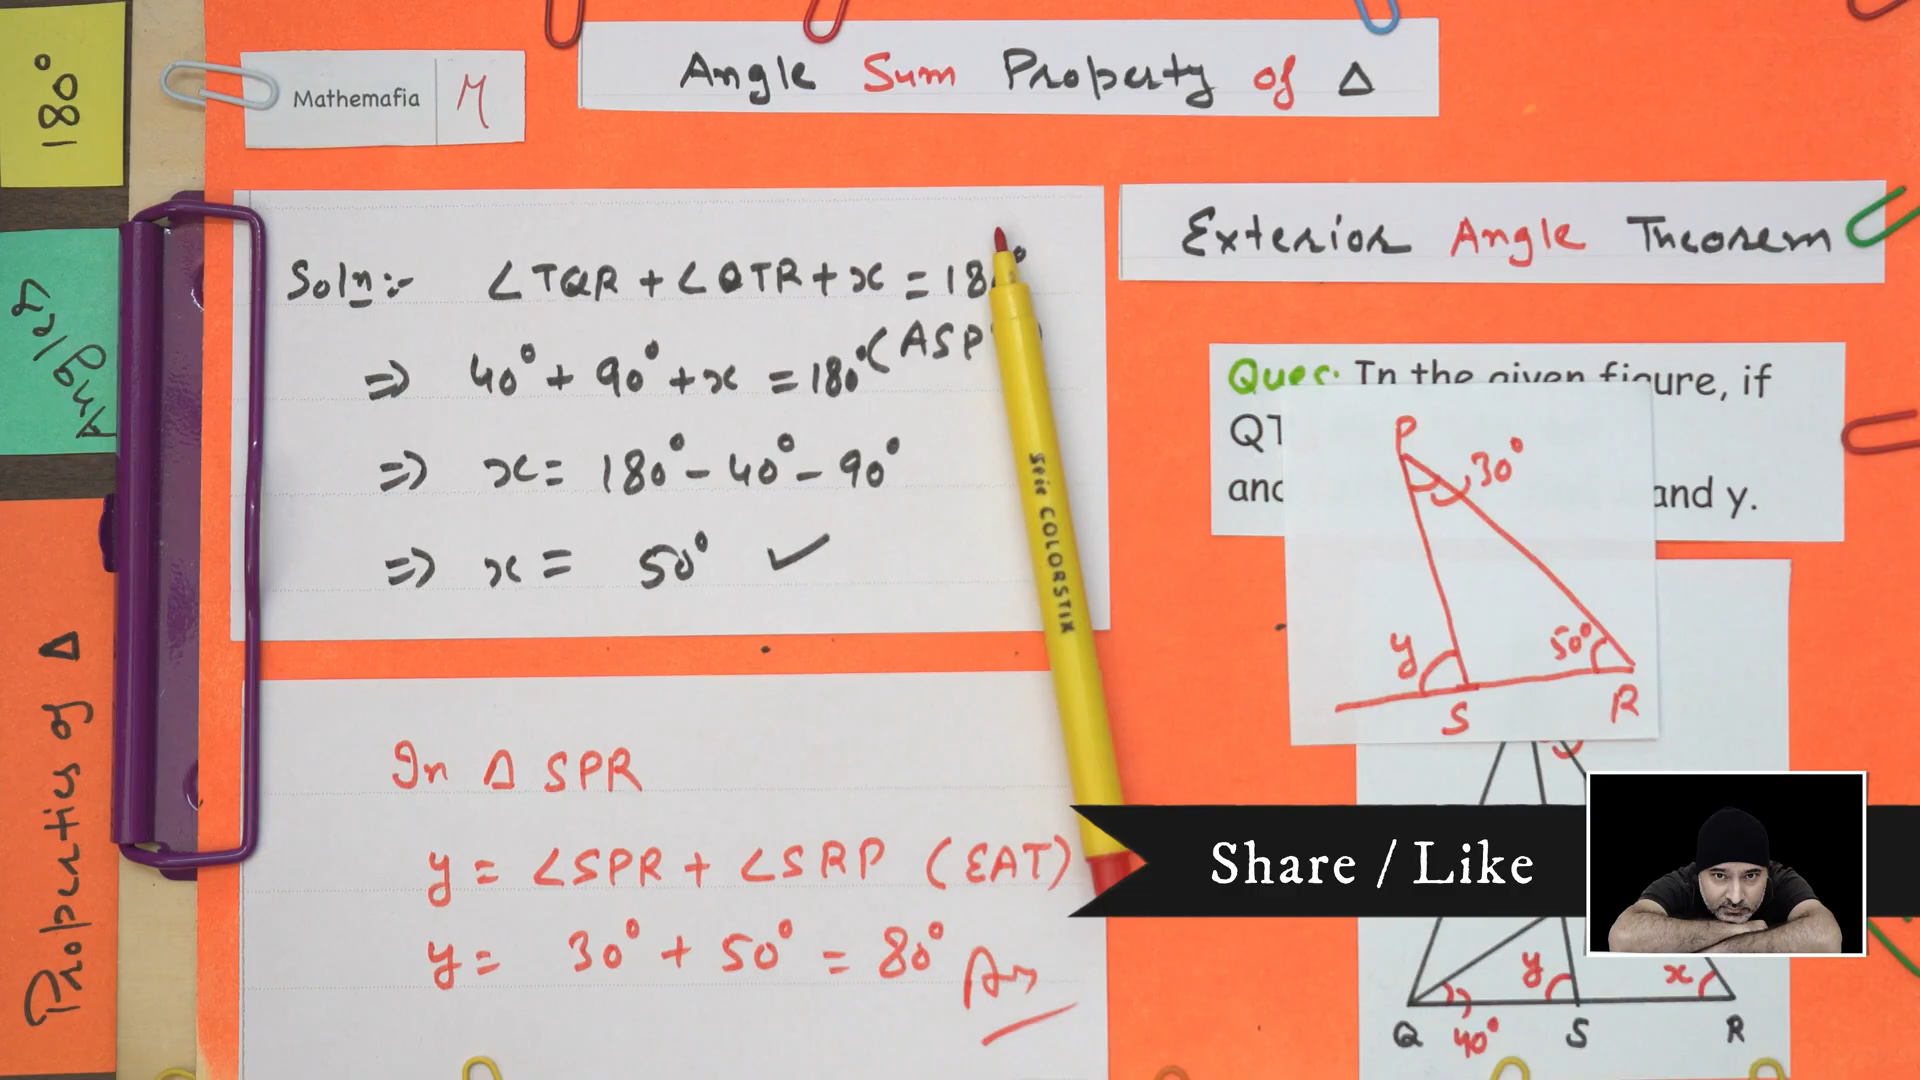 180°
Angles
Properties of Δ
Mathemafia M
Angle Sum Property of Δ
Soln:- ∠TQR + ∠QTR + x = 18
⇒ 40° + 90° + x = 180° (ASP
⇒ x = 180° - 40° - 90°
⇒ x = 50° ✓
In Δ SPR
y = ∠SPR + ∠SRP (EAT)
y = 30° + 50° = 80° Ans
Seric COLORSTIX
Exterior Angle Theorem
Ques. In the given figure, if
QT
and y.
P
30°
y 50°
S R
Share / Like
y x
Q 40° S R